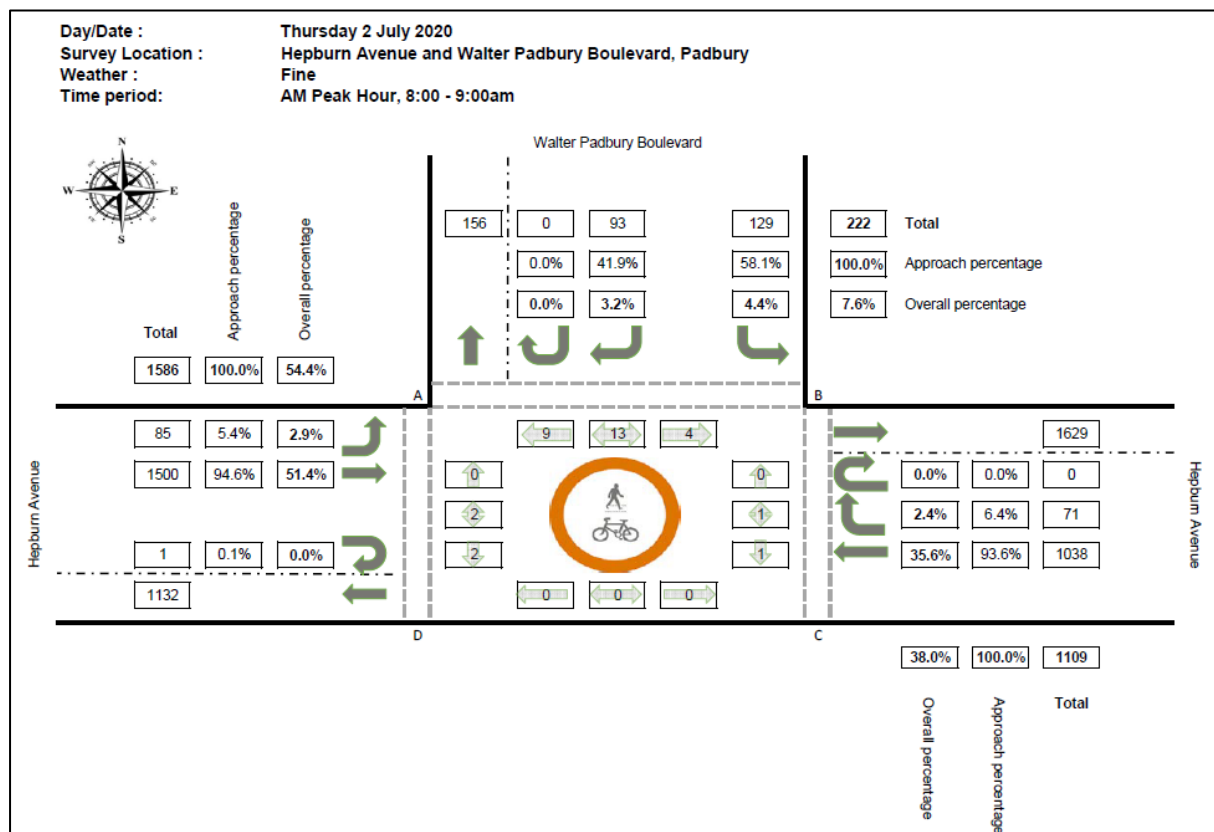 Day/Date : Thursday 2 July 2020
Survey Location : Hepburn Avenue and Walter Padbury Boulevard, Padbury
Weather : Fine
Time period: AM Peak Hour, 8:00 - 9:00am
Walter Padbury Boulevard
N
W E
S
156 0 93 129 222 Total
0.0% 41.9% 58.1% 100.0% Approach percentage
0.0% 3.2% 4.4% 7.6% Overall percentage
Total Approach percentage Overall percentage
1586 100.0% 54.4%
A B
85 5.4% 2.9% 9 13 4 1629
1500 94.6% 51.4% 0 0 0.0% 0.0% 0
Hepburn Avenue 2 1 2.4% 6.4% 71 Hepburn Avenue
1 0.1% 0.0% 2 1 35.6% 93.6% 1038
1132 0 0 0
D C
38.0% 100.0% 1109
Overall percentage Approach percentage Total